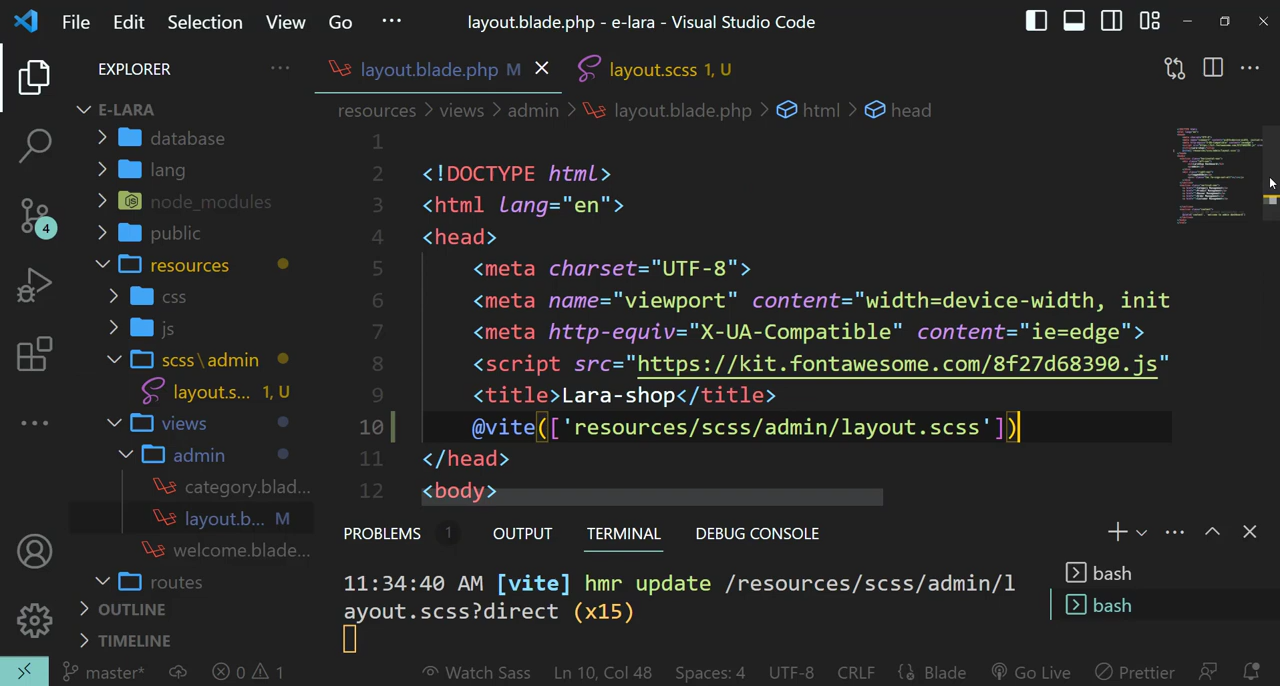 File Edit Selection View Go ··· layout.blade.php - e-lara - Visual Studio Code
EXPLORER ···
layout.blade.php M
layout.scss 1, U
resources > views > admin > layout.blade.php > html > head
E-LARA
database
lang
node_modules
public
resources
css
js
scss\admin
layout.s... 1, U
views
admin
category.blad...
layout.b... M
welcome.blade...
routes
OUTLINE
TIMELINE
4
1
2 <!DOCTYPE html>
3 <html lang="en">
4 <head>
5 <meta charset="UTF-8">
6 <meta name="viewport" content="width=device-width, init
7 <meta http-equiv="X-UA-Compatible" content="ie=edge">
8 <script src="https://kit.fontawesome.com/8f27d68390.js"
9 <title>Lara-shop</title>
10 @vite(['resources/scss/admin/layout.scss'])
11 </head>
12 <body>
PROBLEMS 1 OUTPUT TERMINAL DEBUG CONSOLE
11:34:40 AM [vite] hmr update /resources/scss/admin/l
ayout.scss?direct (x15)
bash
bash
master* 0 1 Watch Sass Ln 10, Col 48 Spaces: 4 UTF-8 CRLF Blade Go Live Prettier